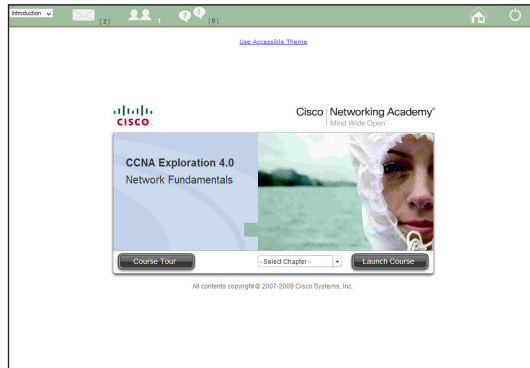 Introduction
[2]
1
[0]
Use Accessible Theme
CISCO
Cisco | Networking Academy®
Mind Wide Open™
CCNA Exploration 4.0
Network Fundamentals
Course Tour
- Select Chapter -
Launch Course
All contents copyright © 2007-2009 Cisco Systems, Inc.